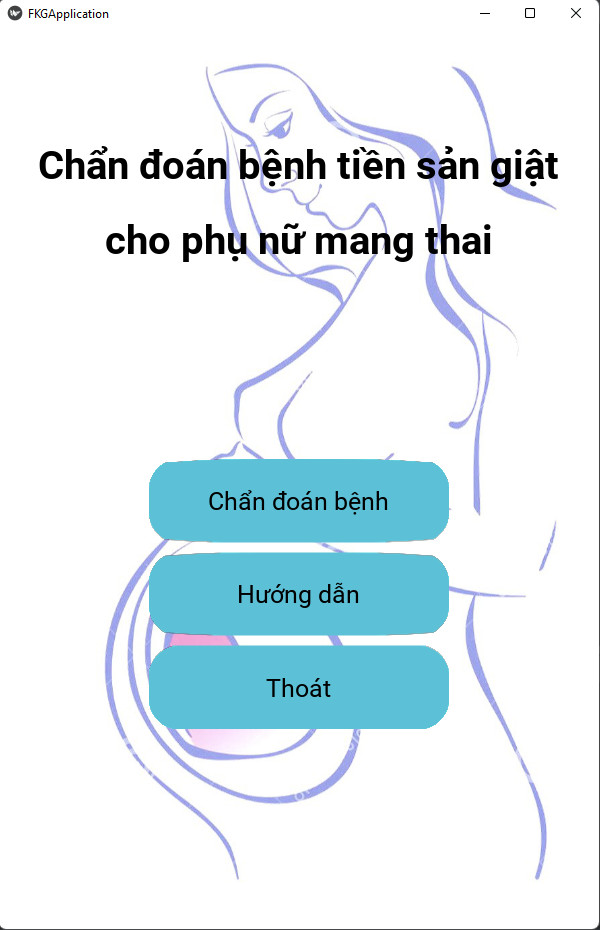 FKGApplication
Chẩn đoán bệnh tiền sản giật
cho phụ nữ mang thai
Chẩn đoán bệnh
Hướng dẫn
Thoát